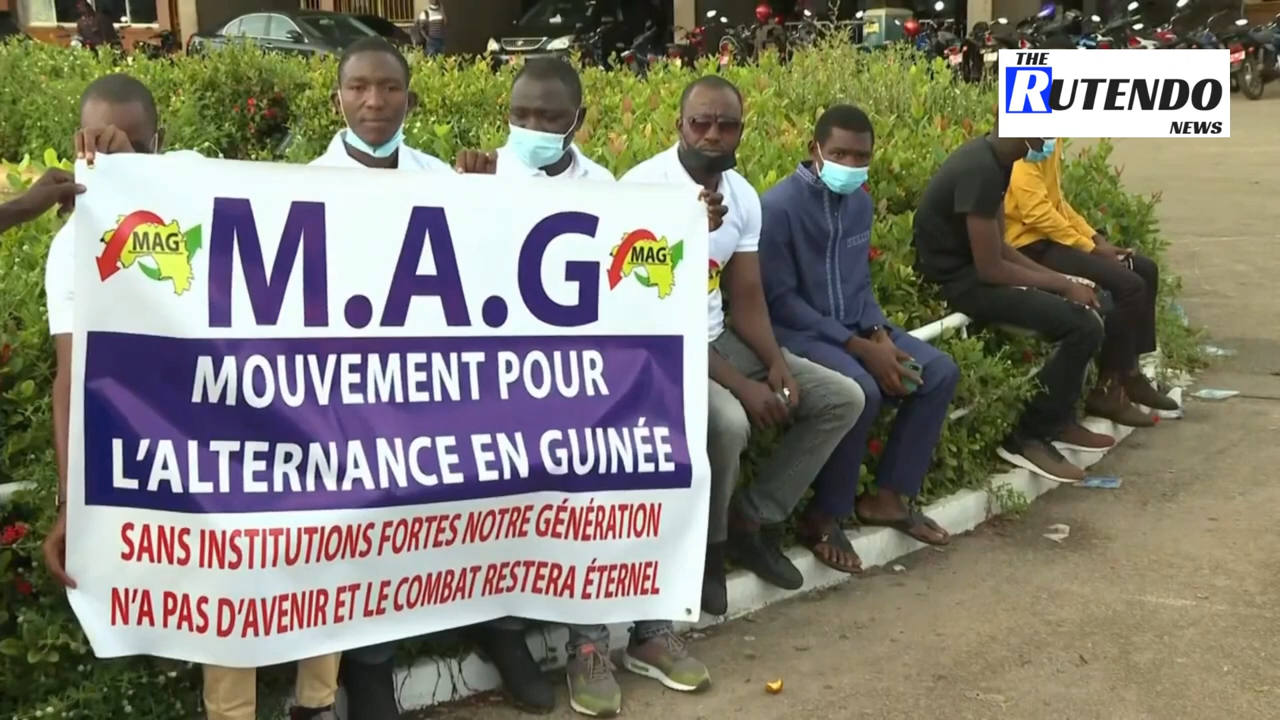 THE
RUTENDO
NEWS
MAG
M.A.G
MAG
MOUVEMENT POUR
L'ALTERNANCE EN GUINÉE
SANS INSTITUTIONS FORTES NOTRE GÉNÉRATION
N'A PAS D'AVENIR ET LE COMBAT RESTERA ÉTERNEL